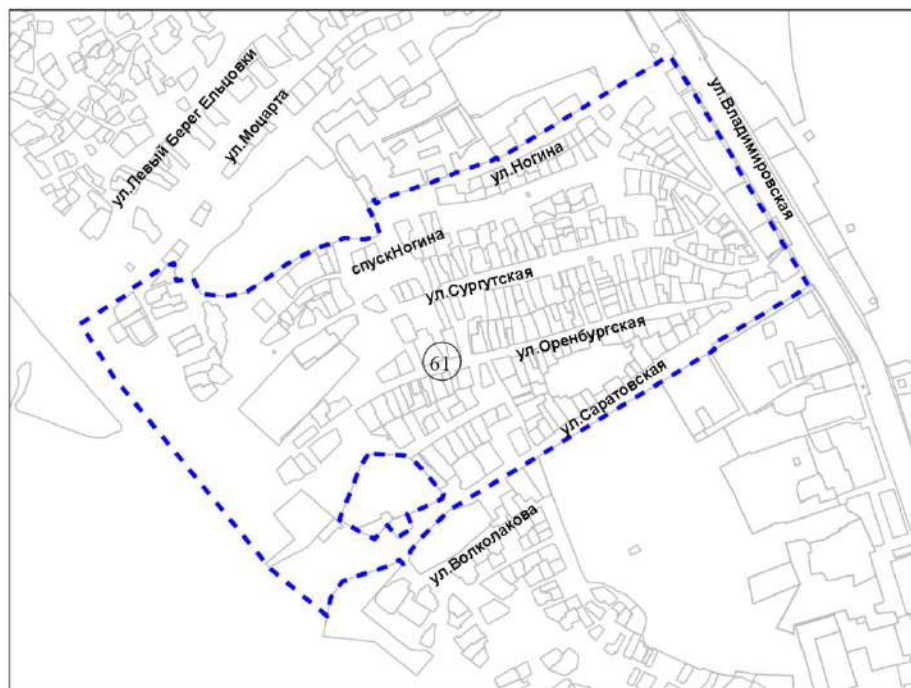 ул.Левый Берег Ельцовки
ул.Моцарта
ул.Владимировская
ул.Ногина
спускНогина
ул.Сургутская
ул.Оренбургская
61
ул.Саратовская
ул.Волколакова